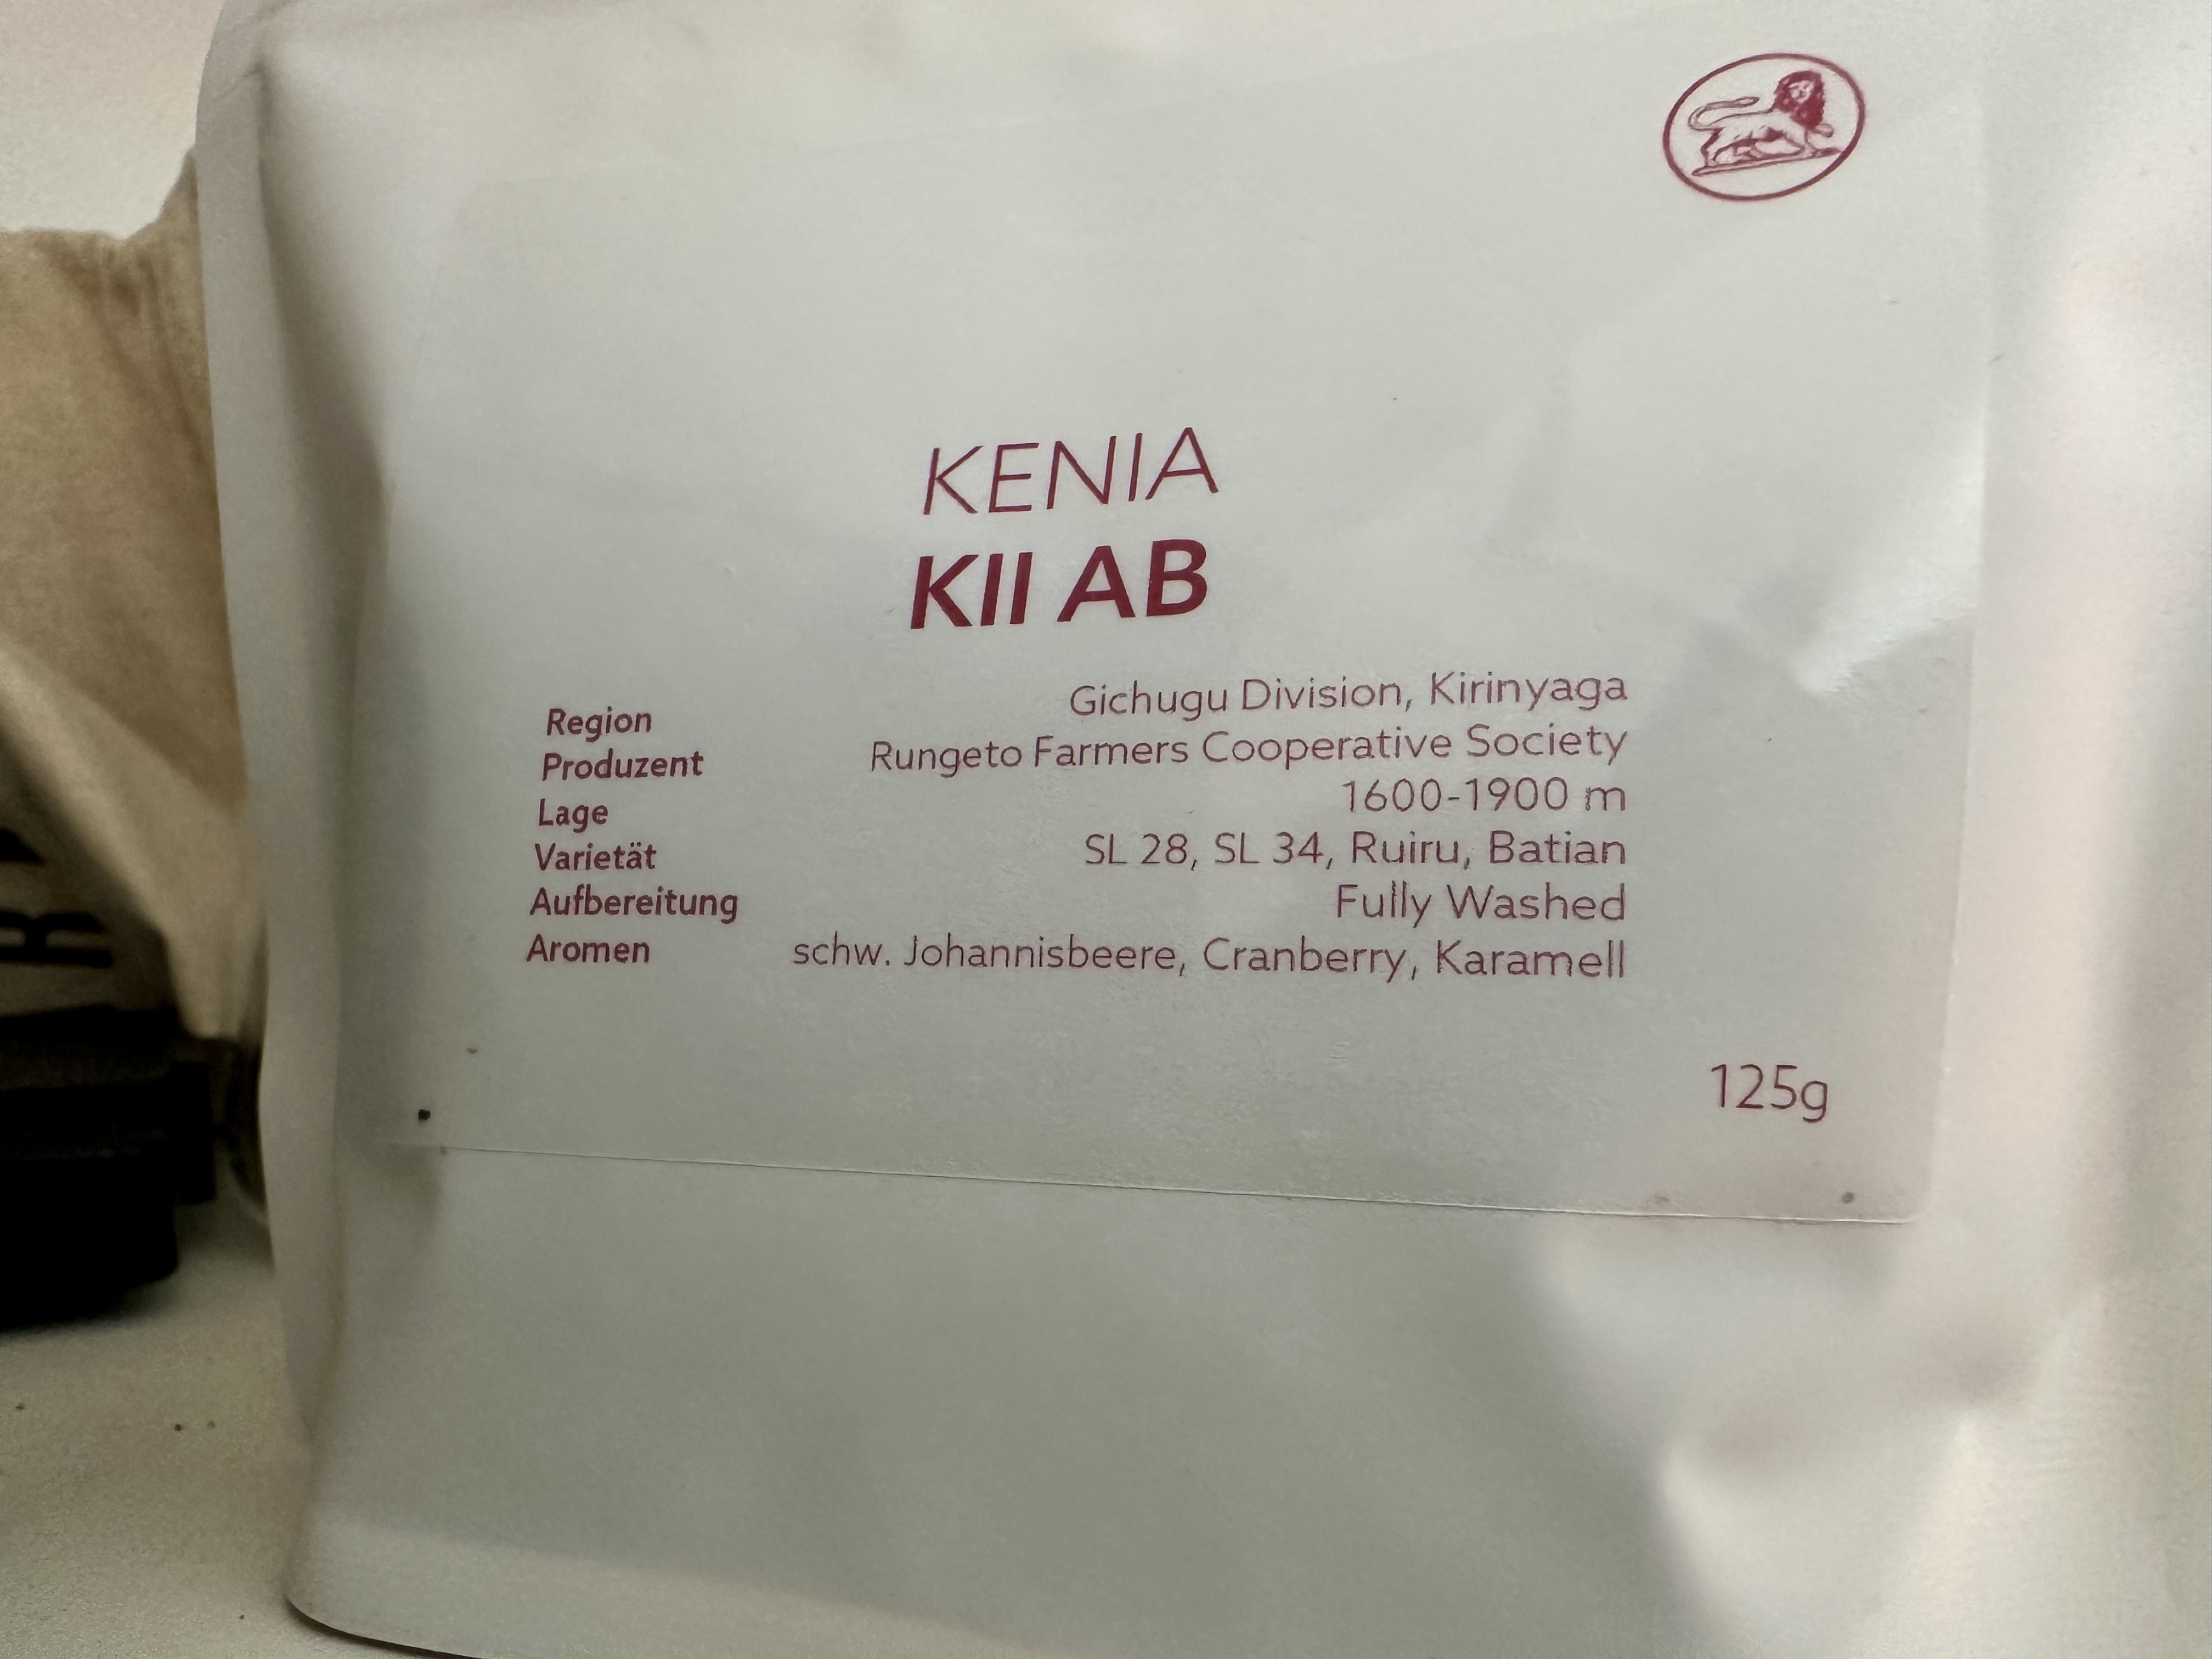 KENIA
KII AB
Region Gichugu Division, Kirinyaga
Produzent Rungeto Farmers Cooperative Society
Lage 1600-1900 m
Varietät SL 28, SL 34, Ruiru, Batian
Aufbereitung Fully Washed
Aromen schw. Johannisbeere, Cranberry, Karamell
125g